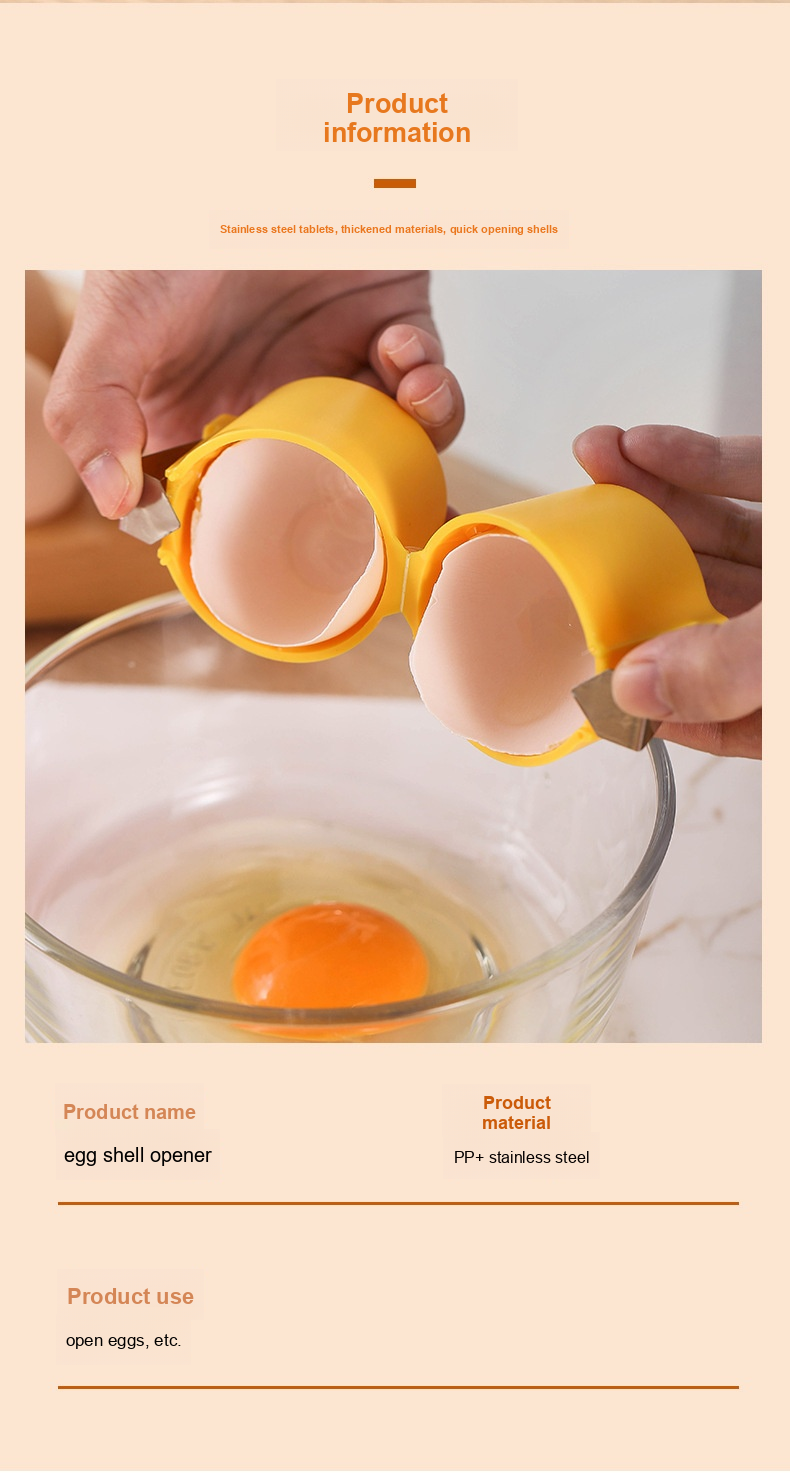 Product
information
Stainless steel tablets, thickened materials, quick opening shells
Product name
egg shell opener
Product
material
PP+ stainless steel
Product use
open eggs, etc.